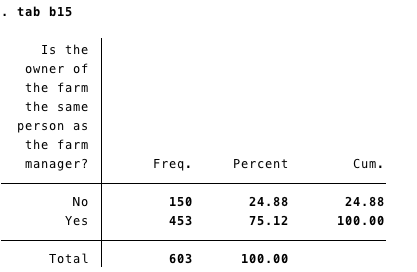 . tab b15
Is the
owner of
the farm
the same
person as
the farm
manager? Freq. Percent Cum.
No 150 24.88 24.88
Yes 453 75.12 100.00
Total 603 100.00